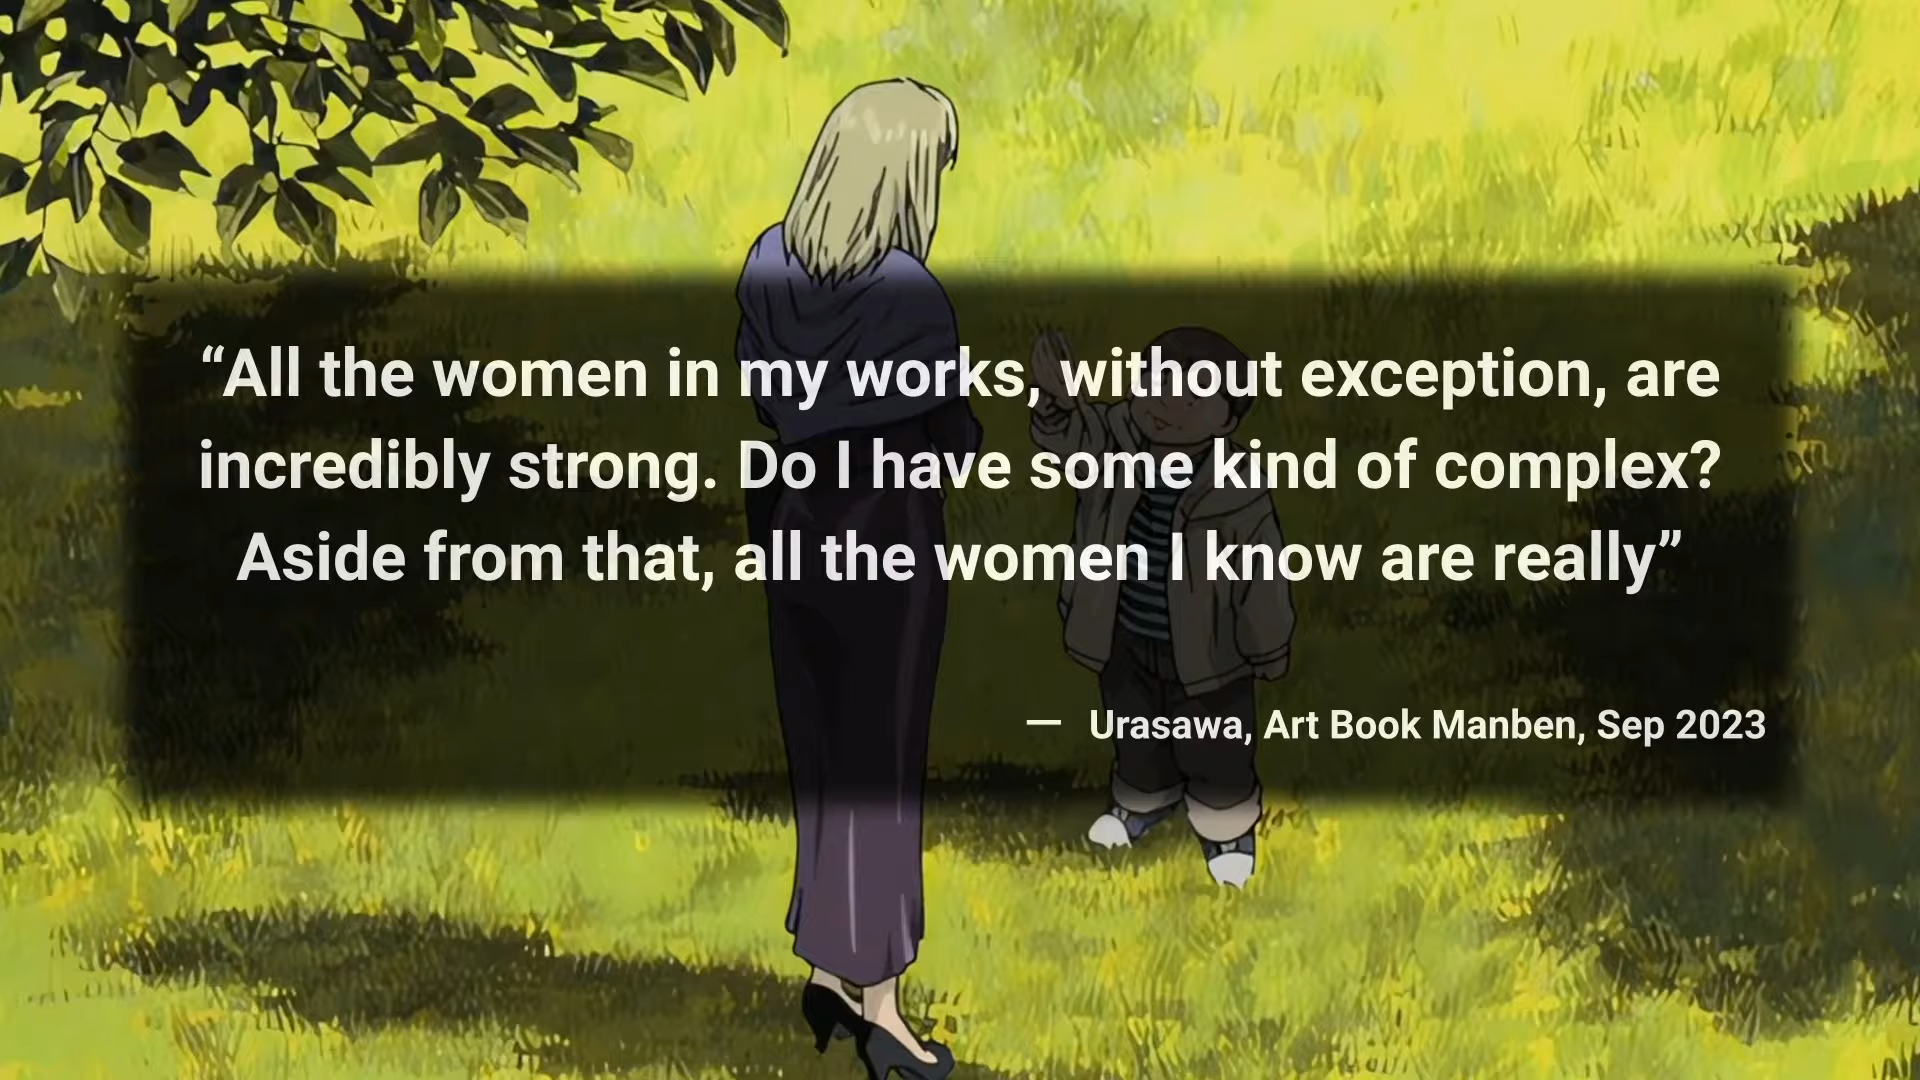 “All the women in my works, without exception, are
incredibly strong. Do I have some kind of complex?
Aside from that, all the women I know are really”
— Urasawa, Art Book Manben, Sep 2023